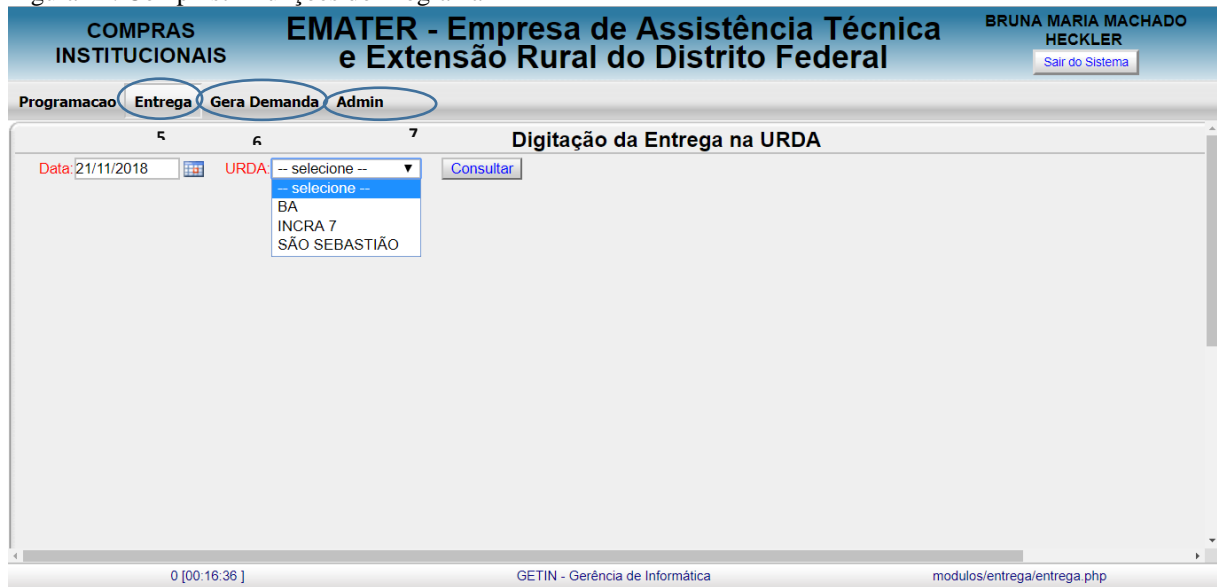 COMPRAS
INSTITUCIONAIS
EMATER - Empresa de Assistência Técnica
e Extensão Rural do Distrito Federal
BRUNA MARIA MACHADO
HECKLER
Sair do Sistema
Programacao Entrega Gera Demanda Admin
5 6 7
Digitação da Entrega na URDA
Data: 21/11/2018 URDA: -- selecione -- ▼ Consultar
-- selecione --
BA
INCRA 7
SÃO SEBASTIÃO
0 [00:16:36 ] GETIN - Gerência de Informática modulos/entrega/entrega.php